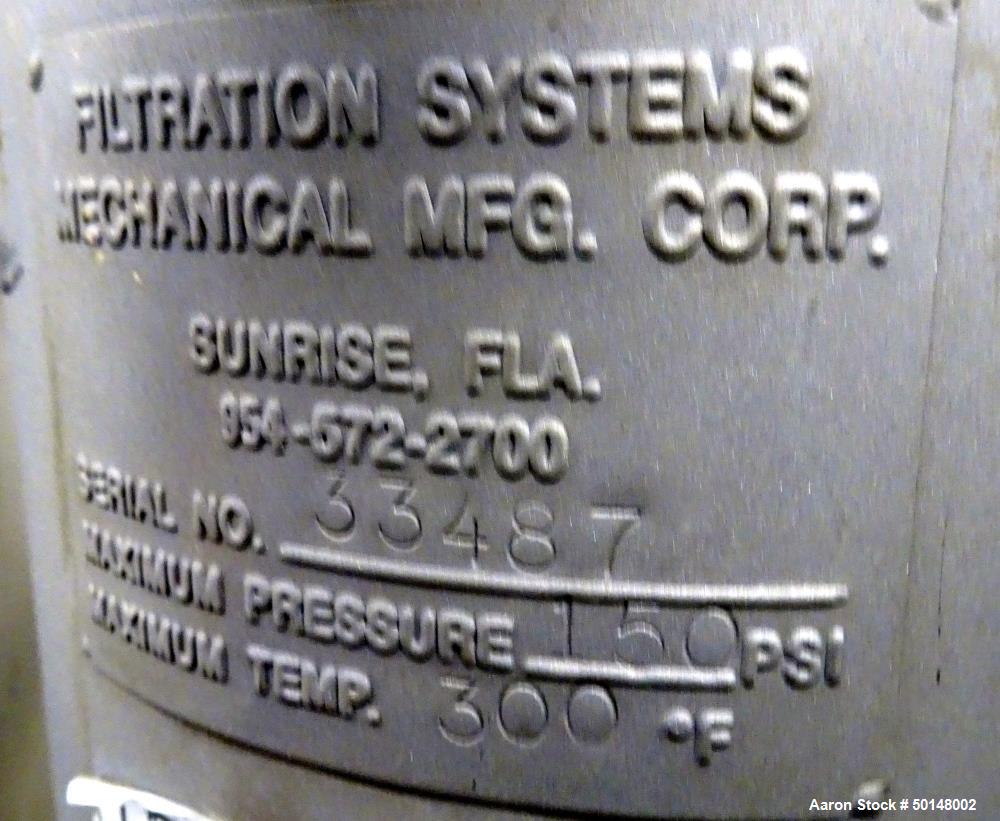 FILTRATION SYSTEMS
MECHANICAL MFG. CORP.
SUNRISE, FLA.
954-572-2700
SERIAL NO. 33487
MAXIMUM PRESSURE 150 PSI
MAXIMUM TEMP. 300 °F
Aaron Stock # 50148002